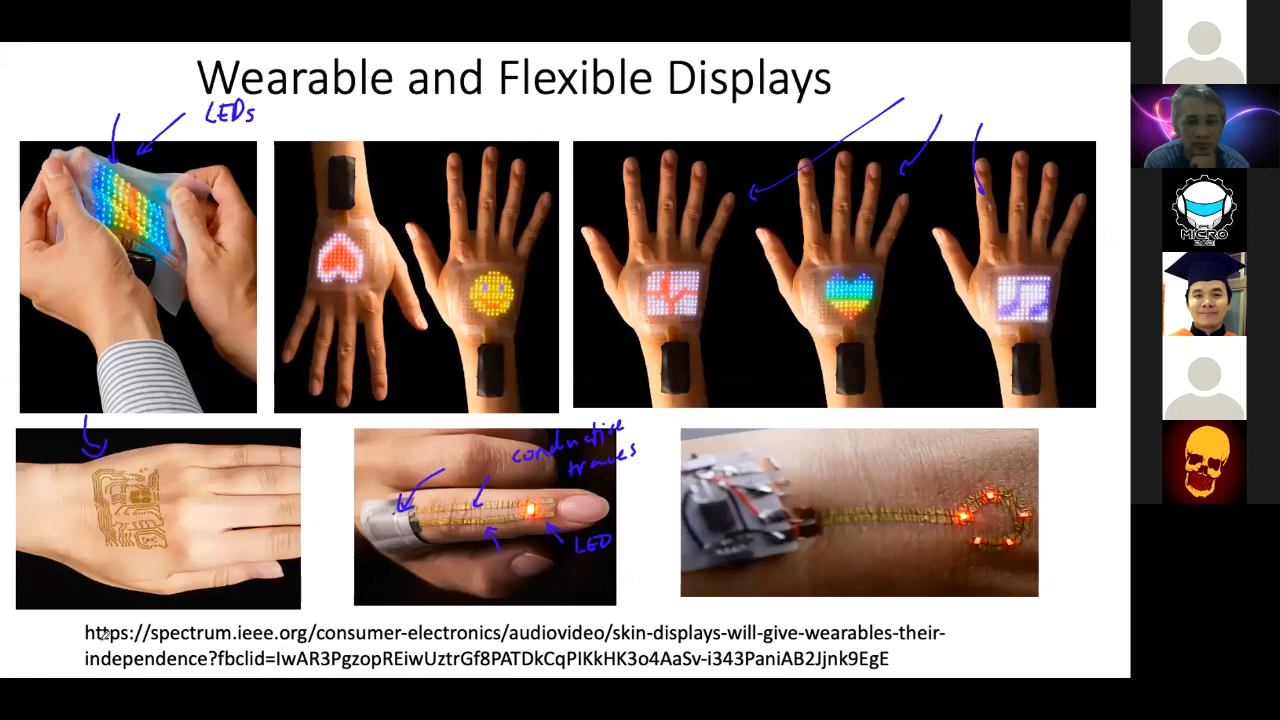 Wearable and Flexible Displays
LEDs
conductive
traces
LED
https://spectrum.ieee.org/consumer-electronics/audiovideo/skin-displays-will-give-wearables-their-
independence?fbclid=IwAR3PgzopREiwUztrGf8PATDkCqPIKkHK3o4AaSv-i343PaniAB2Jjnk9EgE
MICRO